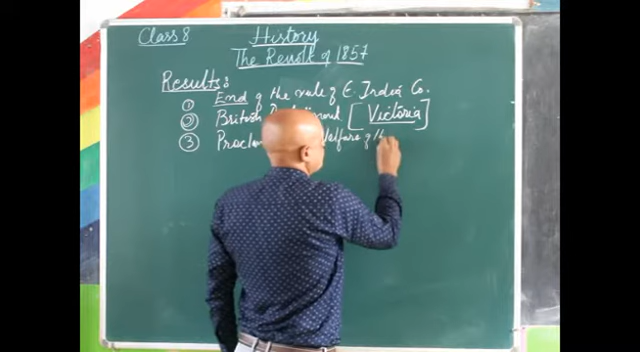 Class 8
History
The Revolt of 1857
Results:
① End of the rule of E. India Co.
② British [Victoria]
③ Welfare of